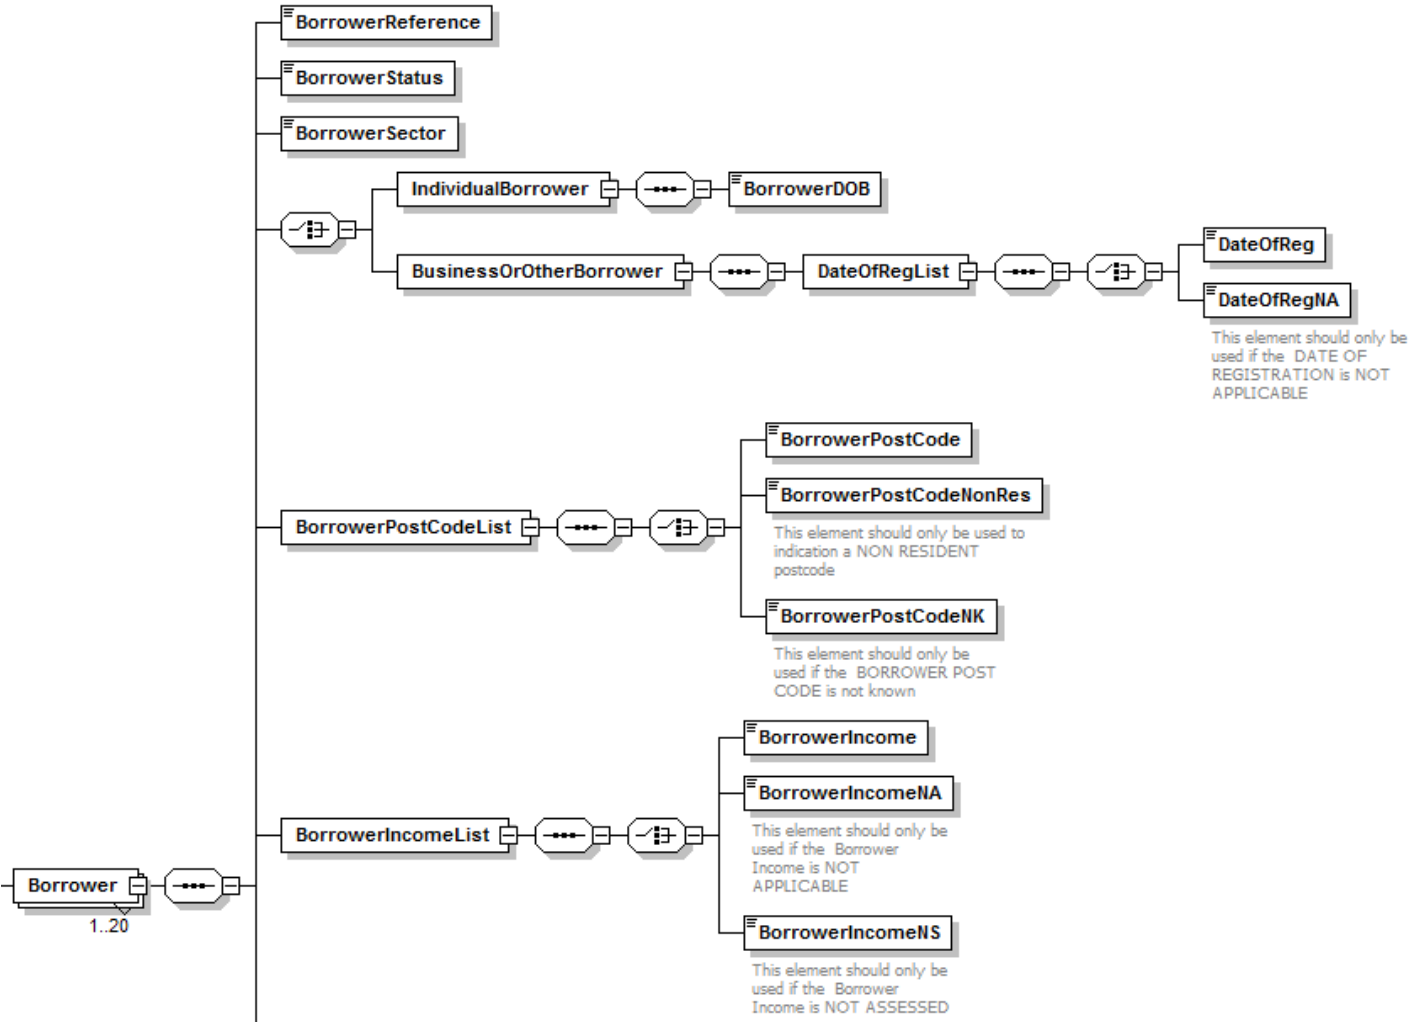 BorrowerReference
BorrowerStatus
BorrowerSector
IndividualBorrower
BorrowerDOB
BusinessOrOtherBorrower
DateOfRegList
DateOfReg
DateOfRegNA
This element should only be
used if the DATE OF
REGISTRATION is NOT
APPLICABLE
BorrowerPostCodeList
BorrowerPostCode
BorrowerPostCodeNonRes
This element should only be used to
indication a NON RESIDENT
postcode
BorrowerPostCodeNK
This element should only be
used if the BORROWER POST
CODE is not known
BorrowerIncomeList
BorrowerIncome
BorrowerIncomeNA
This element should only be
used if the Borrower
Income is NOT
APPLICABLE
BorrowerIncomeNS
This element should only be
used if the Borrower
Income is NOT ASSESSED
Borrower
1..20